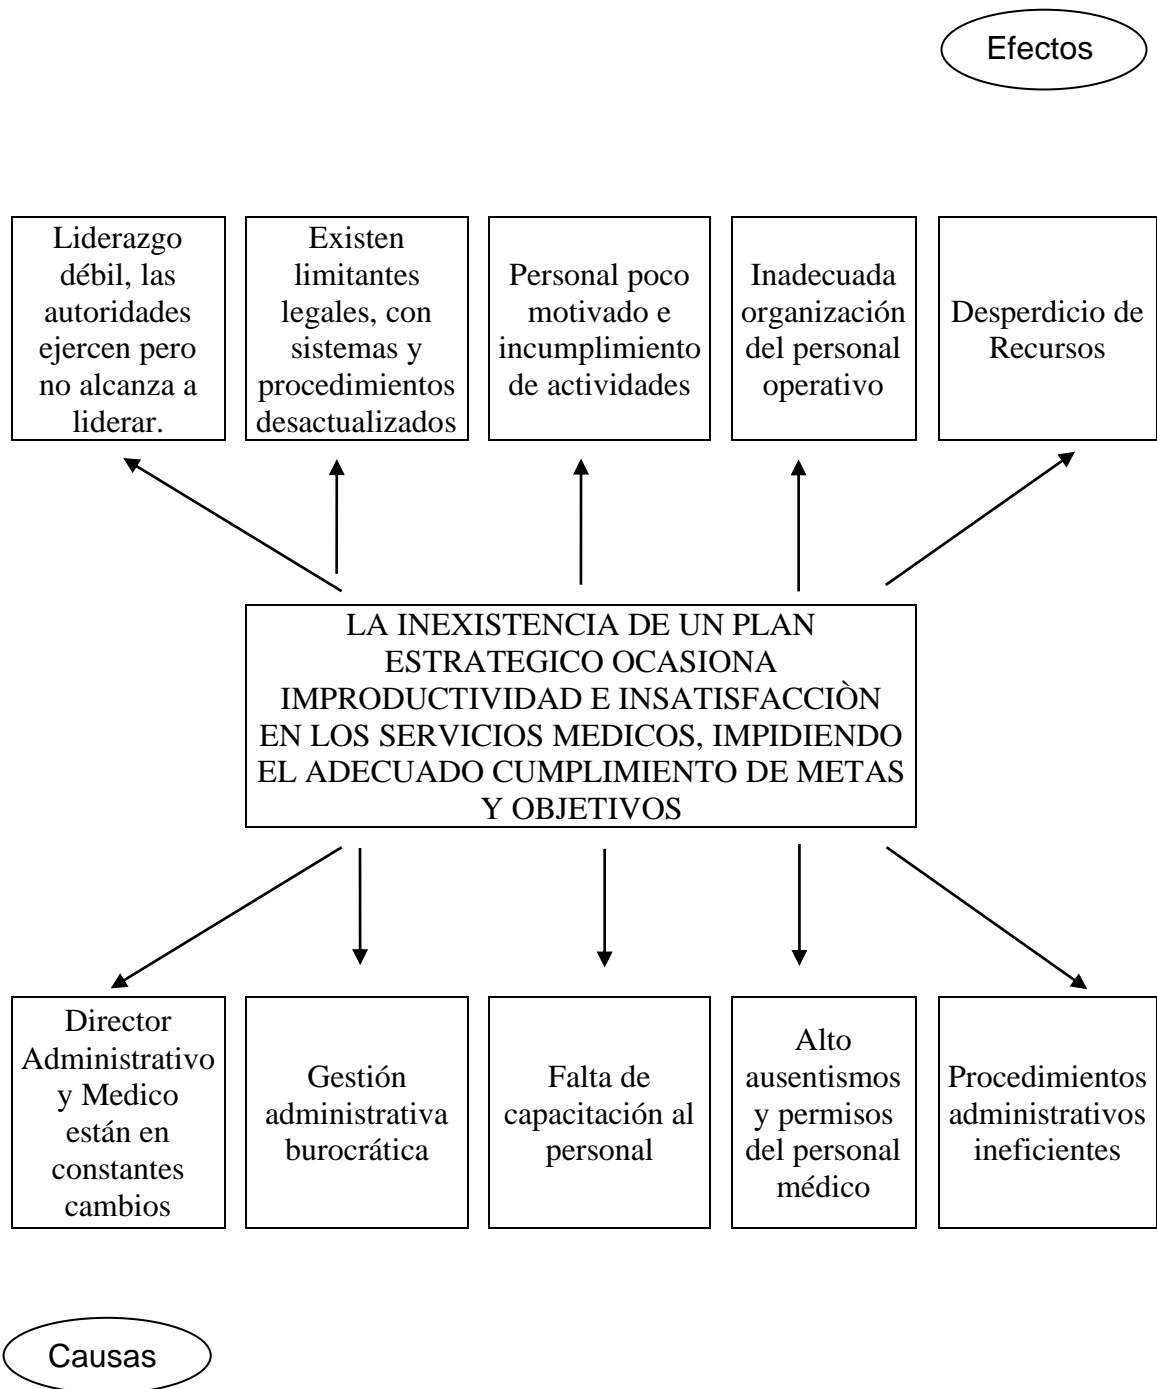 Efectos
Liderazgo
débil, las
autoridades
ejercen pero
no alcanza a
liderar.
Existen
limitantes
legales, con
sistemas y
procedimientos
desactualizados
Personal poco
motivado e
incumplimiento
de actividades
Inadecuada
organización
del personal
operativo
Desperdicio de
Recursos
LA INEXISTENCIA DE UN PLAN
ESTRATEGICO OCASIONA
IMPRODUCTIVIDAD E INSATISFACCIÒN
EN LOS SERVICIOS MEDICOS, IMPIDIENDO
EL ADECUADO CUMPLIMIENTO DE METAS
Y OBJETIVOS
Director
Administrativo
y Medico
están en
constantes
cambios
Gestión
administrativa
burocrática
Falta de
capacitación al
personal
Alto
ausentismos
y permisos
del personal
médico
Procedimientos
administrativos
ineficientes
Causas